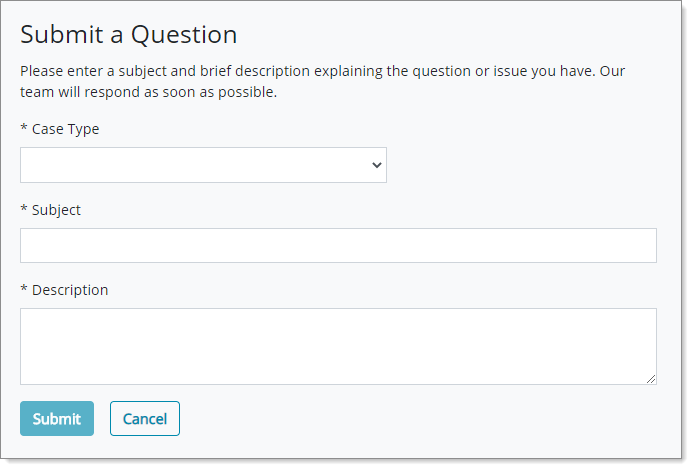 Submit a Question
Please enter a subject and brief description explaining the question or issue you have. Our
team will respond as soon as possible.
* Case Type
* Subject
* Description
Submit Cancel